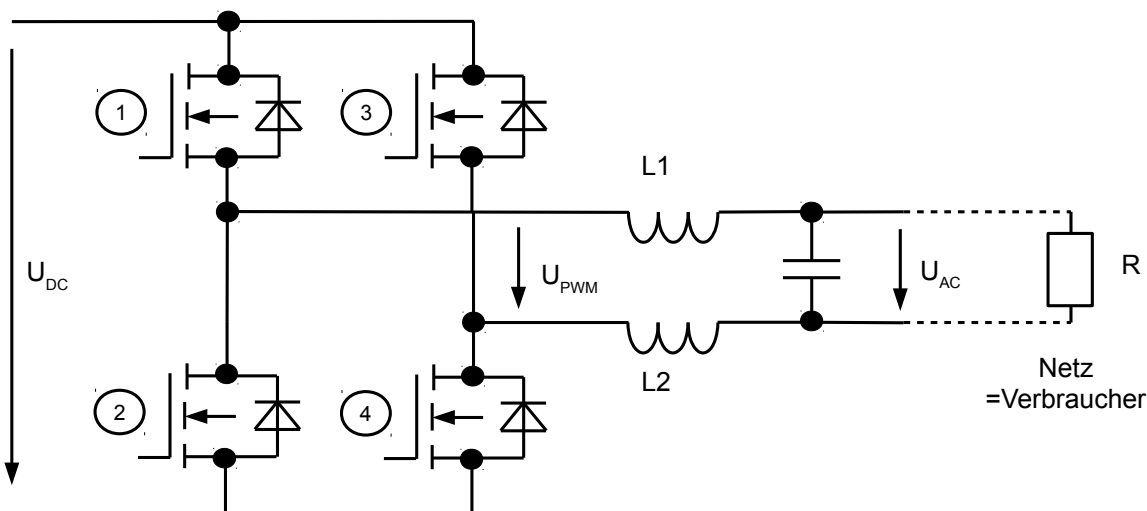 1
3
L1
U_DC
U_PWM
U_AC
R
L2
2
4
Netz
=Verbraucher